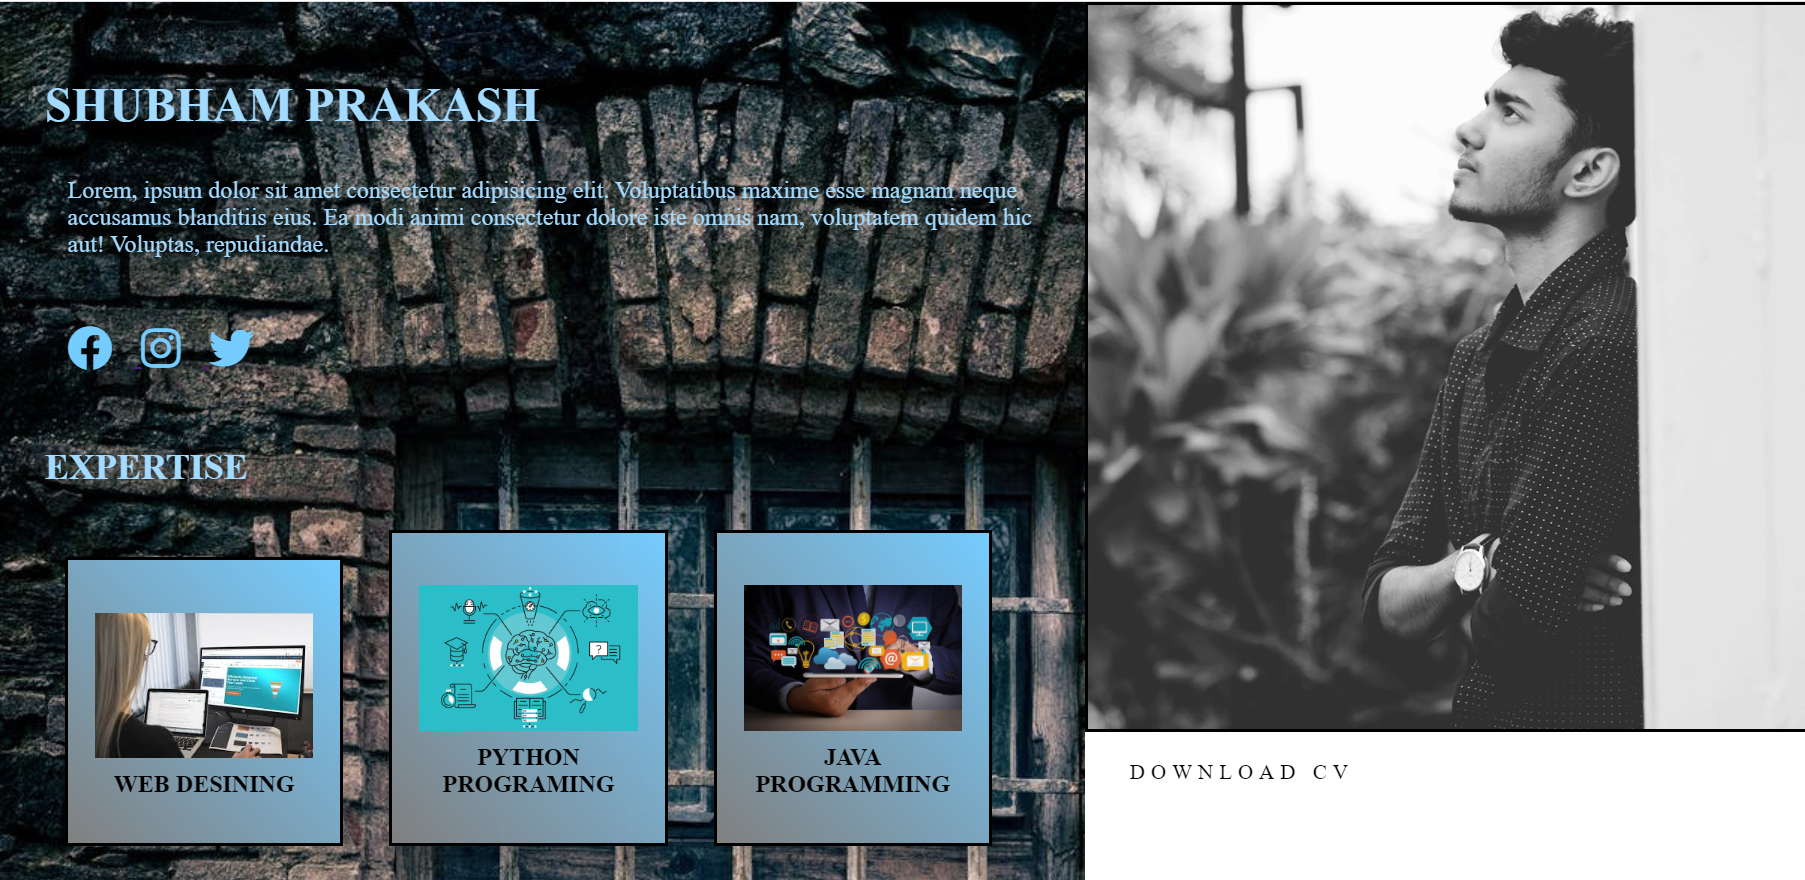 SHUBHAM PRAKASH
Lorem, ipsum dolor sit amet consectetur adipisicing elit. Voluptatibus maxime esse magnam neque
accusamus blanditiis eius. Ea modi animi consectetur dolore iste omnis nam, voluptatem quidem hic
aut! Voluptas, repudiandae.
EXPERTISE
WEB DESINING
PYTHON
PROGRAMING
JAVA
PROGRAMMING
DOWNLOAD CV